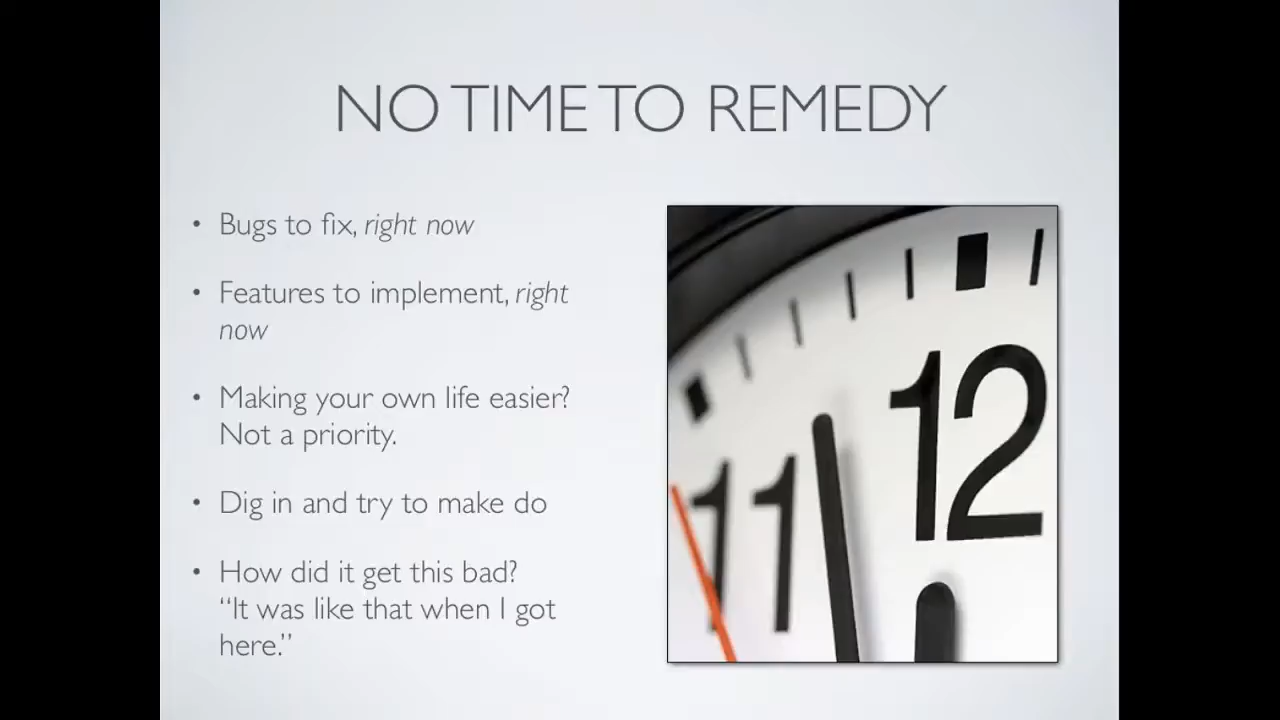 NO TIME TO REMEDY
• Bugs to fix, right now
• Features to implement, right
now
• Making your own life easier?
Not a priority.
• Dig in and try to make do
• How did it get this bad?
“It was like that when I got
here.”
11
12